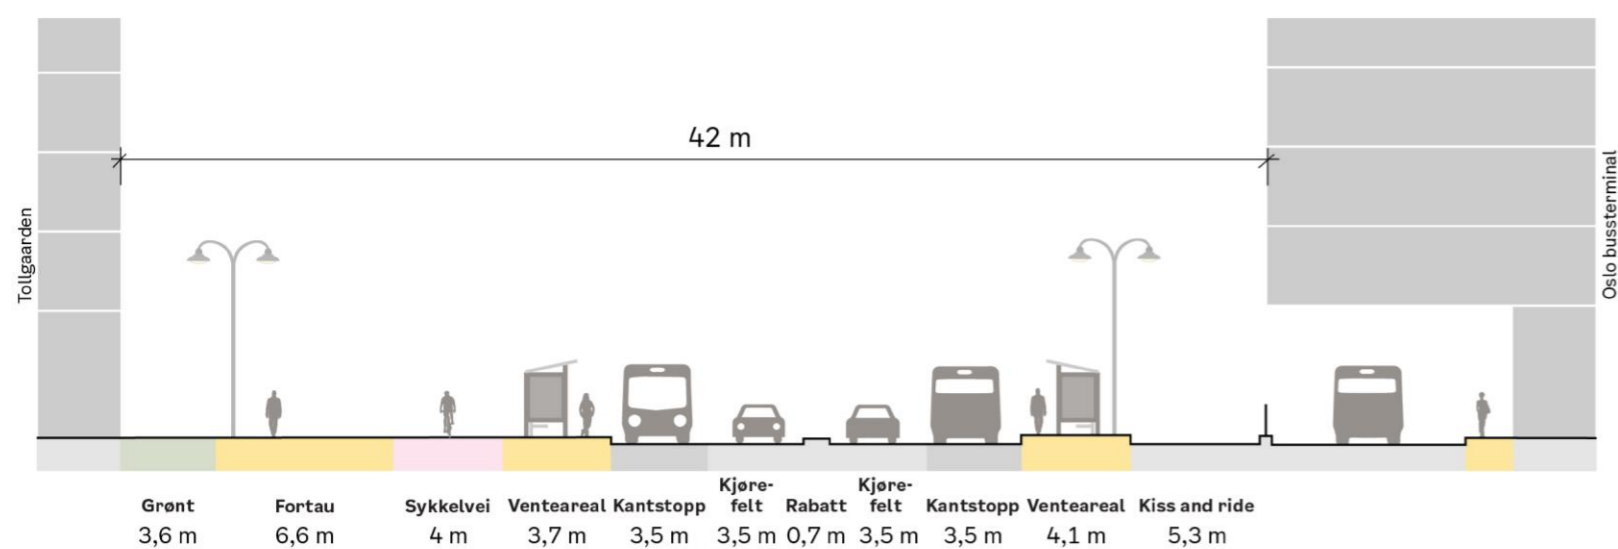 42 m
Tollgaarden
Oslo bussterminal
Grønt
3,6 m
Fortau
6,6 m
Sykkelvei
4 m
Venteareal
3,7 m
Kantstopp
3,5 m
Kjøre-
felt
3,5 m
Rabatt
0,7 m
Kjøre-
felt
3,5 m
Kantstopp
3,5 m
Venteareal
4,1 m
Kiss and ride
5,3 m